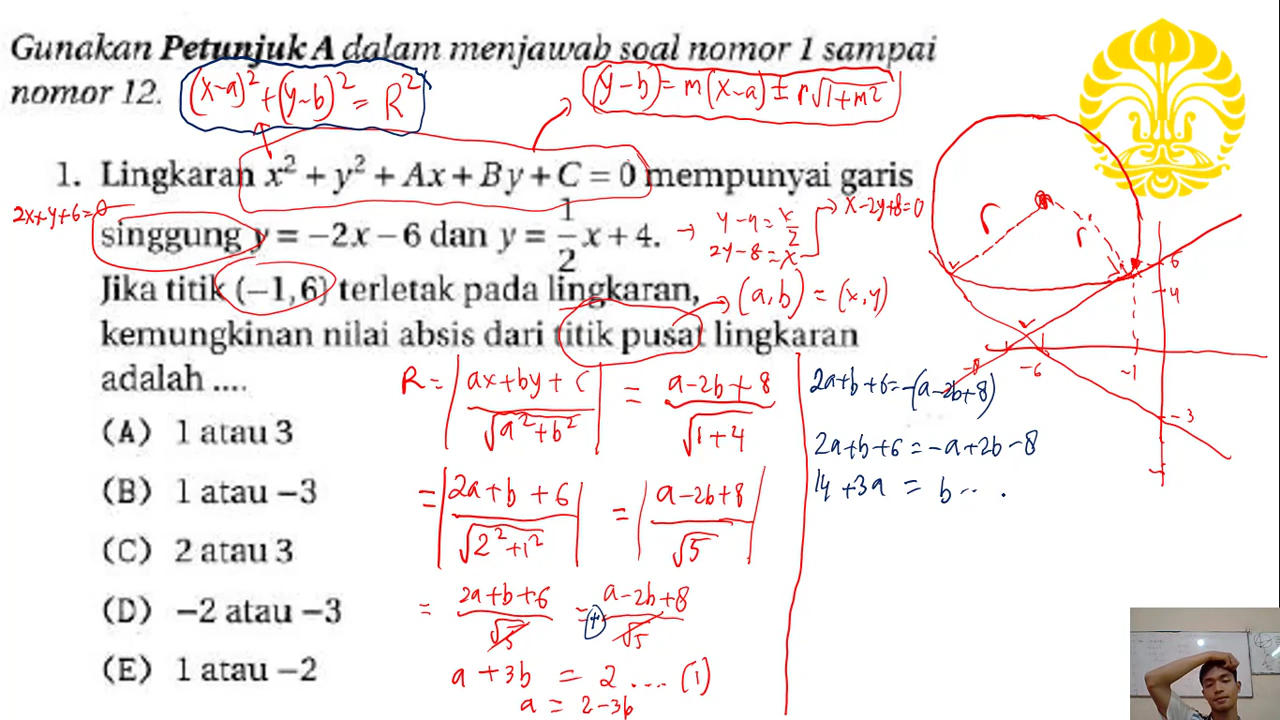 Gunakan Petunjuk A dalam menjawab soal nomor 1 sampai
nomor 12.
(x-a)² + (y-b)² = R²
(y-b) = m(x-a) ± r√1+m²
1. Lingkaran x² + y² + Ax + By + C = 0 mempunyai garis
2x+y+6=0
singgung y = −2x − 6 dan y = 1/2 x + 4.
→ y-4 = x/2
2y-8 = x
x-2y+8=0
Jika titik (−1,6) terletak pada lingkaran,
(a,b) = (x,y)
kemungkinan nilai absis dari titik pusat lingkaran
adalah ....
(A) 1 atau 3
(B) 1 atau −3
(C) 2 atau 3
(D) −2 atau −3
(E) 1 atau −2
R = |ax+by+c / √a²+b²| = a-2b+8 / √1+4
= |2a+b+6 / √2²+1²| = |a-2b+8 / √5|
= 2a+b+6 / √5 = + a-2b+8 / √5
a+3b = 2 .... (1)
a = 2-3b
2a+b+6 = -(a-2b+8)
2a+b+6 = -a+2b-8
14+3a = b ...
r
r
6
4
-8
-6
-1
-3